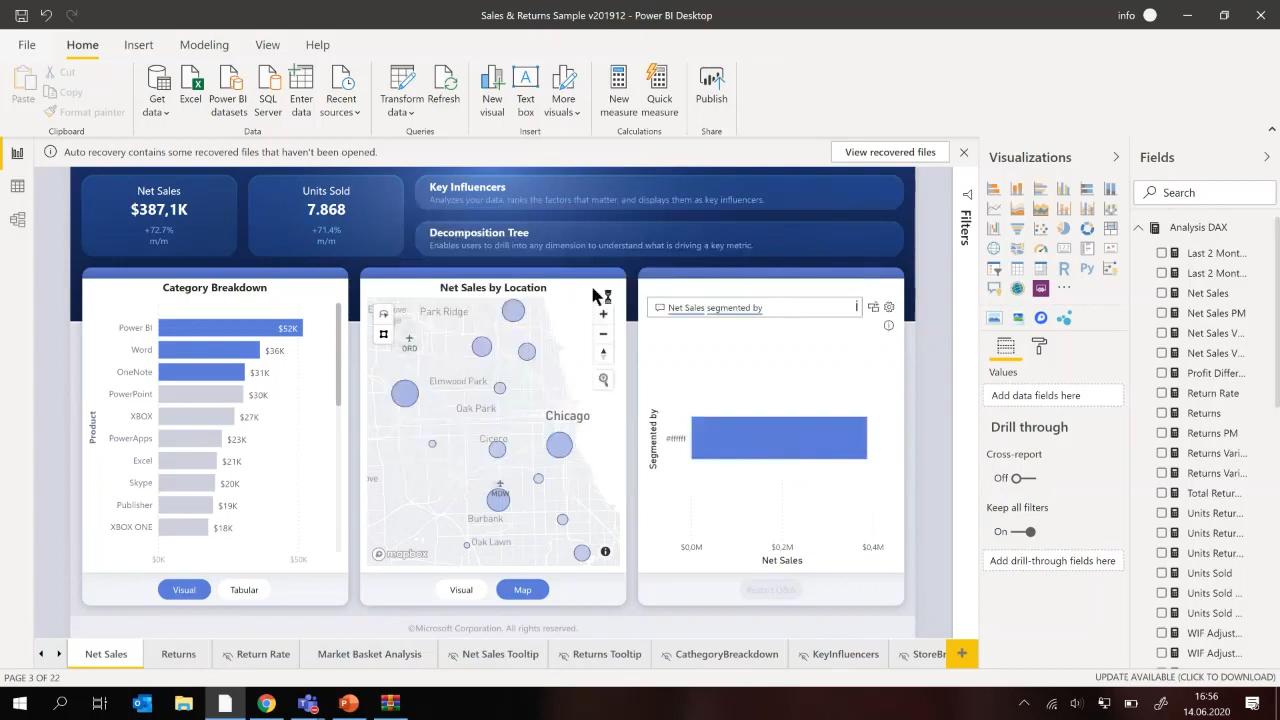 Sales & Returns Sample v201912 - Power BI Desktop
info
File Home Insert Modeling View Help
Paste
Cut
Copy
Format painter
Get data
Excel
Power BI datasets
SQL Server
Enter data
Recent sources
Transform data
Refresh
New visual
Text box
More visuals
New measure
Quick measure
Publish
Clipboard
Data
Queries
Insert
Calculations
Share
Auto recovery contains some recovered files that haven't been opened.
View recovered files
Net Sales
$387,1K
+72.7%
m/m
Units Sold
7.868
+71.4%
m/m
Key Influencers
Analyzes your data, ranks the factors that matter, and displays them as key influencers.
Decomposition Tree
Enables users to drill into any dimension to understand what is driving a key metric.
Category Breakdown
Product
Power BI $52K
Word $36K
OneNote $31K
PowerPoint $30K
XBOX $27K
PowerApps $23K
Excel $21K
Skype $20K
Publisher $19K
XBOX ONE $18K
$0K $50K
Visual Tabular
Net Sales by Location
Park Ridge
ORD
Elmwood Park
Oak Park
Chicago
Cicero
MDW
Burbank
Oak Lawn
mapbox
Visual Map
Net Sales segmented by
Segmented by
#ffffff
$0,0M $0,2M $0,4M
Net Sales
Restart Q&A
©Microsoft Corporation. All rights reserved.
Filters
Visualizations
R Py
Values
Add data fields here
Drill through
Cross-report
Off
Keep all filters
On
Add drill-through fields here
Fields
Search
Analysis DAX
Last 2 Mont...
Last 2 Mont...
Net Sales
Net Sales PM
Net Sales V...
Net Sales V...
Profit Differ...
Return Rate
Returns
Returns PM
Returns Vari...
Returns Vari...
Total Retur...
Units Retur...
Units Retur...
Units Retur...
Units Sold
Units Sold ...
Units Sold ...
WIF Adjust...
WIF Adjust...
Net Sales
Returns
Return Rate
Market Basket Analysis
Net Sales Tooltip
Returns Tooltip
CathegoryBreakdown
KeyInfluencers
StoreBr
PAGE 3 OF 22
UPDATE AVAILABLE (CLICK TO DOWNLOAD)
16:56
14.06.2020